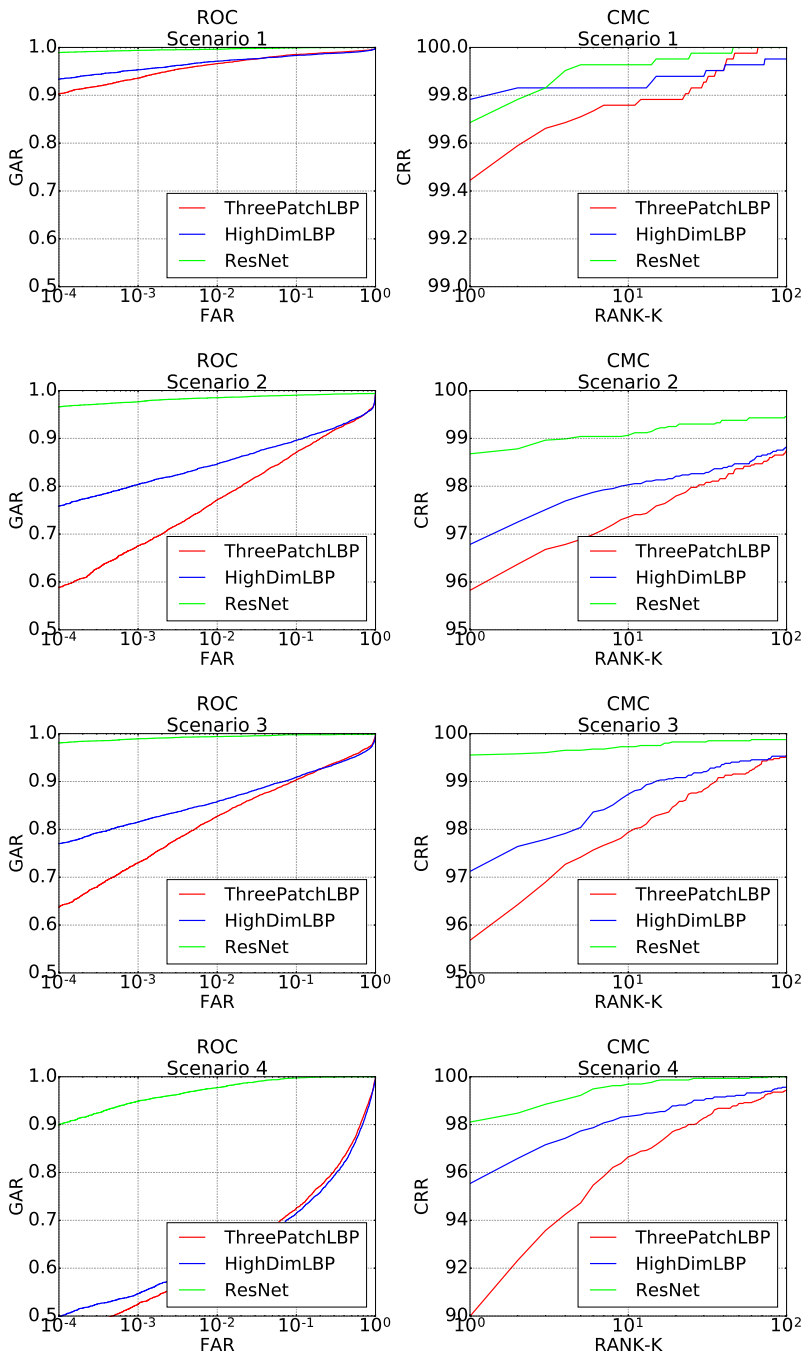 ROC
Scenario 1
1.0
0.9
0.8
0.7
0.6
0.5
GAR
ThreePatchLBP
HighDimLBP
ResNet
10^-4
10^-3
10^-2
10^-1
10^0
FAR
CMC
Scenario 1
100.0
99.8
99.6
99.4
99.2
99.0
CRR
ThreePatchLBP
HighDimLBP
ResNet
10^0
10^1
10^2
RANK-K
ROC
Scenario 2
1.0
0.9
0.8
0.7
0.6
0.5
GAR
ThreePatchLBP
HighDimLBP
ResNet
10^-4
10^-3
10^-2
10^-1
10^0
FAR
CMC
Scenario 2
100
99
98
97
96
95
CRR
ThreePatchLBP
HighDimLBP
ResNet
10^0
10^1
10^2
RANK-K
ROC
Scenario 3
1.0
0.9
0.8
0.7
0.6
0.5
GAR
ThreePatchLBP
HighDimLBP
ResNet
10^-4
10^-3
10^-2
10^-1
10^0
FAR
CMC
Scenario 3
100
99
98
97
96
95
CRR
ThreePatchLBP
HighDimLBP
ResNet
10^0
10^1
10^2
RANK-K
ROC
Scenario 4
1.0
0.9
0.8
0.7
0.6
0.5
GAR
ThreePatchLBP
HighDimLBP
ResNet
10^-4
10^-3
10^-2
10^-1
10^0
FAR
CMC
Scenario 4
100
98
96
94
92
90
CRR
ThreePatchLBP
HighDimLBP
ResNet
10^0
10^1
10^2
RANK-K